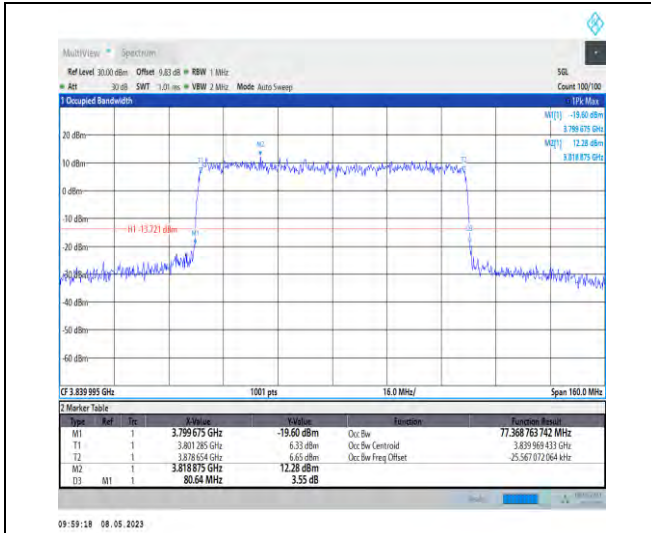 MultiView Spectrum
Ref Level 30.00 dBm Offset 9.83 dB RBW 1 MHz SGL
Att 30 dB SWT 1.01 ms VBW 2 MHz Mode Auto Sweep Count 100/100
1 Occupied Bandwidth 1Pk Max
M1[1] -19.60 dBm
3.799 675 GHz
M2[1] 12.28 dBm
3.818 875 GHz
20 dBm
M2
T1
10 dBm
0 dBm
-10 dBm
H1 -13.721 dBm
M1
D3
-30 dBm
-40 dBm
-50 dBm
-60 dBm
CF 3.839 995 GHz 1001 pts 16.0 MHz/ Span 160.0 MHz
2 Marker Table
Type Ref Trc X-Value Y-Value Function Function Result
M1 1 3.799 675 GHz -19.60 dBm Occ Bw 77.368 763 742 MHz
T1 1 3.801 285 GHz 6.33 dBm Occ Bw Centroid 3.839 969 433 GHz
T2 1 3.878 654 GHz 6.65 dBm Occ Bw Freq Offset -25.567 072 064 kHz
M2 1 3.818 875 GHz 12.28 dBm
D3 M1 1 80.64 MHz 3.55 dB
09:59:18 08.05.2023